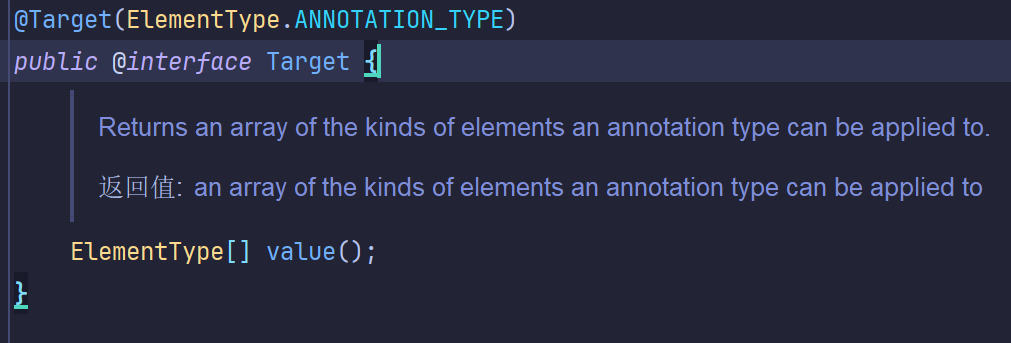 @Target(ElementType.ANNOTATION_TYPE)
public @interface Target {
Returns an array of the kinds of elements an annotation type can be applied to.
返回值: an array of the kinds of elements an annotation type can be applied to
ElementType[] value();
}